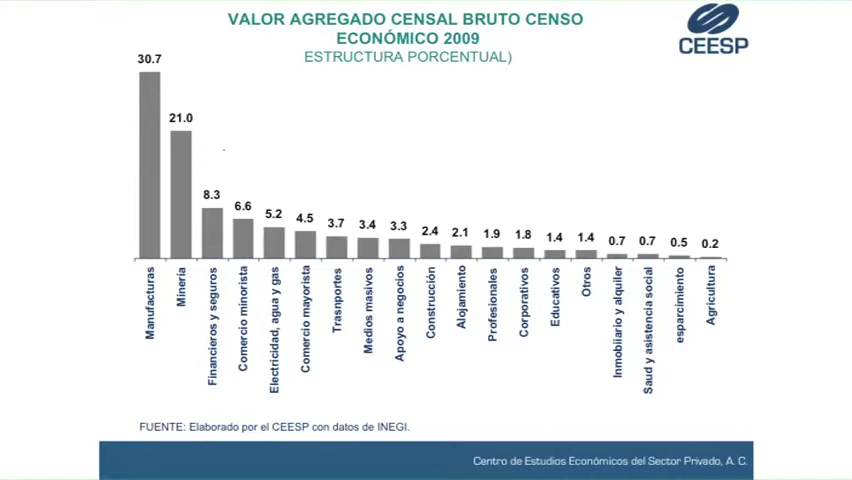 VALOR AGREGADO CENSAL BRUTO CENSO
ECONÓMICO 2009
ESTRUCTURA PORCENTUAL)
CEESP
30.7
21.0
8.3
6.6
5.2
4.5
3.7
3.4
3.3
2.4
2.1
1.9
1.8
1.4
1.4
0.7
0.7
0.5
0.2
Manufacturas
Minería
Financieros y seguros
Comercio minorista
Electricidad, agua y gas
Comercio mayorista
Trasnportes
Medios masivos
Apoyo a negocios
Construcción
Alojamiento
Profesionales
Corporativos
Educativos
Otros
Inmobiiario y alquiler
Saud y asistencia social
esparcimiento
Agricultura
FUENTE: Elaborado por el CEESP con datos de INEGI.
Centro de Estudios Económicos del Sector Privado, A. C.